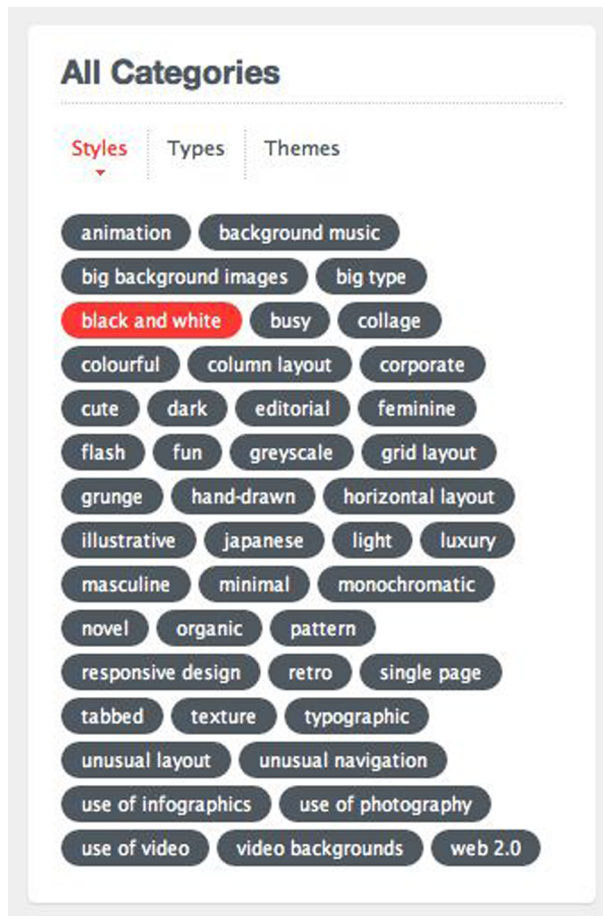 All Categories
Styles Types Themes
animation background music
big background images big type
black and white busy collage
colourful column layout corporate
cute dark editorial feminine
flash fun greyscale grid layout
grunge hand-drawn horizontal layout
illustrative japanese light luxury
masculine minimal monochromatic
novel organic pattern
responsive design retro single page
tabbed texture typographic
unusual layout unusual navigation
use of infographics use of photography
use of video video backgrounds web 2.0